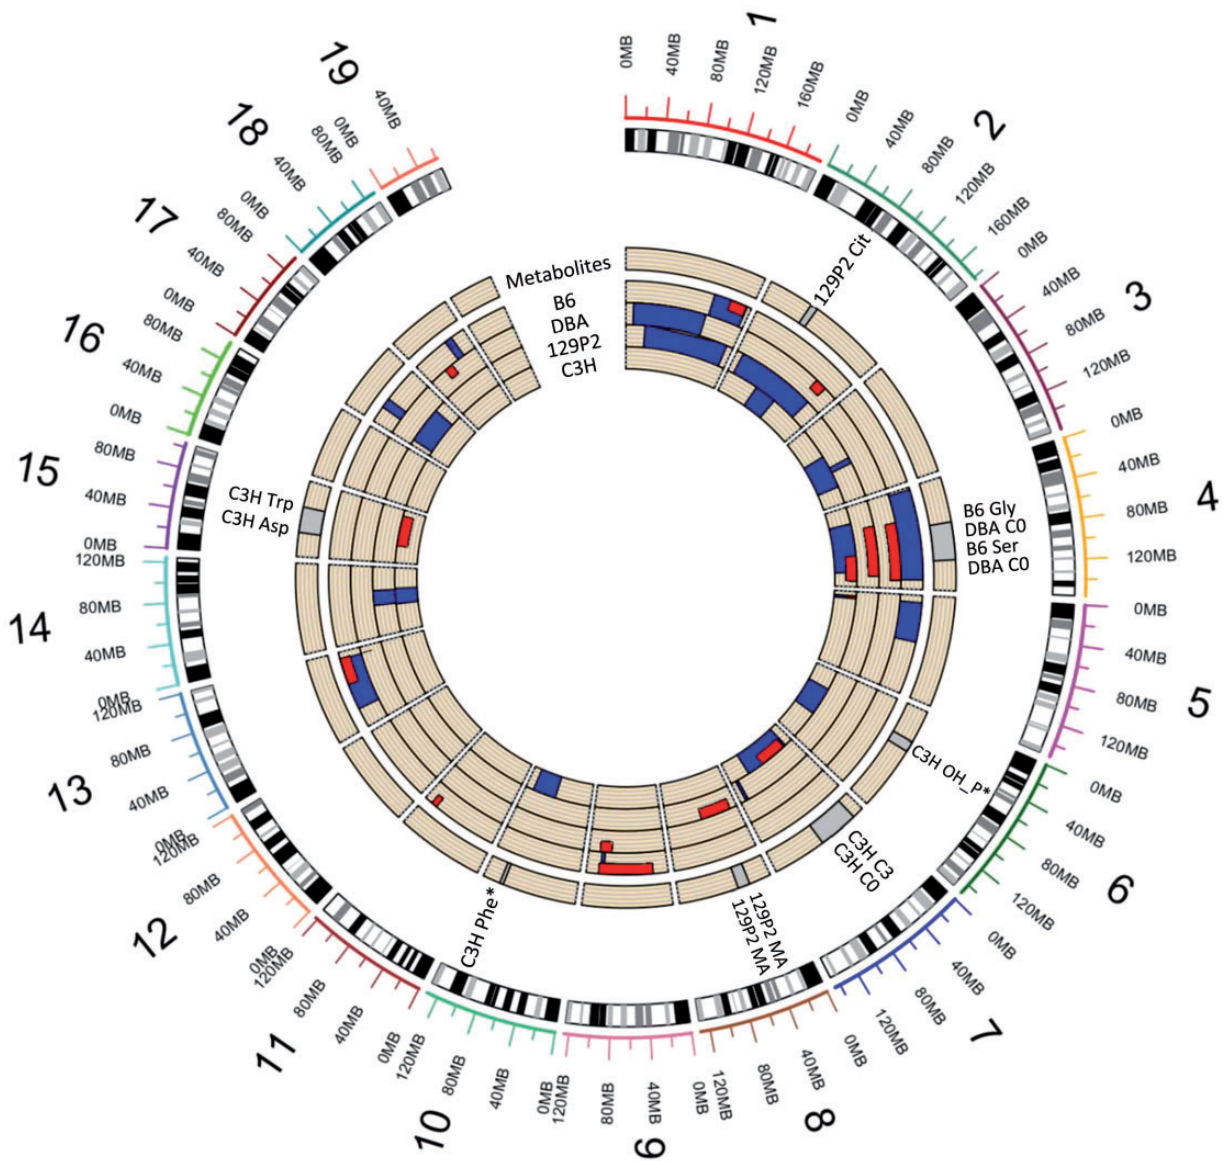 1
0MB
40MB
80MB
120MB
160MB
2
0MB
40MB
80MB
120MB
160MB
3
0MB
40MB
80MB
120MB
4
0MB
40MB
80MB
120MB
5
0MB
40MB
80MB
120MB
6
0MB
40MB
80MB
120MB
7
0MB
40MB
80MB
120MB
8
0MB
40MB
80MB
120MB
9
0MB
40MB
80MB
120MB
10
0MB
40MB
80MB
120MB
11
0MB
40MB
80MB
120MB
12
0MB
40MB
80MB
120MB
13
0MB
40MB
80MB
120MB
14
0MB
40MB
80MB
120MB
15
0MB
40MB
80MB
16
0MB
40MB
80MB
17
0MB
40MB
80MB
18
0MB
40MB
80MB
19
0MB
40MB
Metabolites
B6
DBA
129P2
C3H
129P2 Cit
B6 Gly
DBA C0
B6 Ser
DBA C0
C3H OH_P*
C3H C3
C3H C0
129P2 MA
129P2 MA
C3H Phe*
C3H Trp
C3H Asp